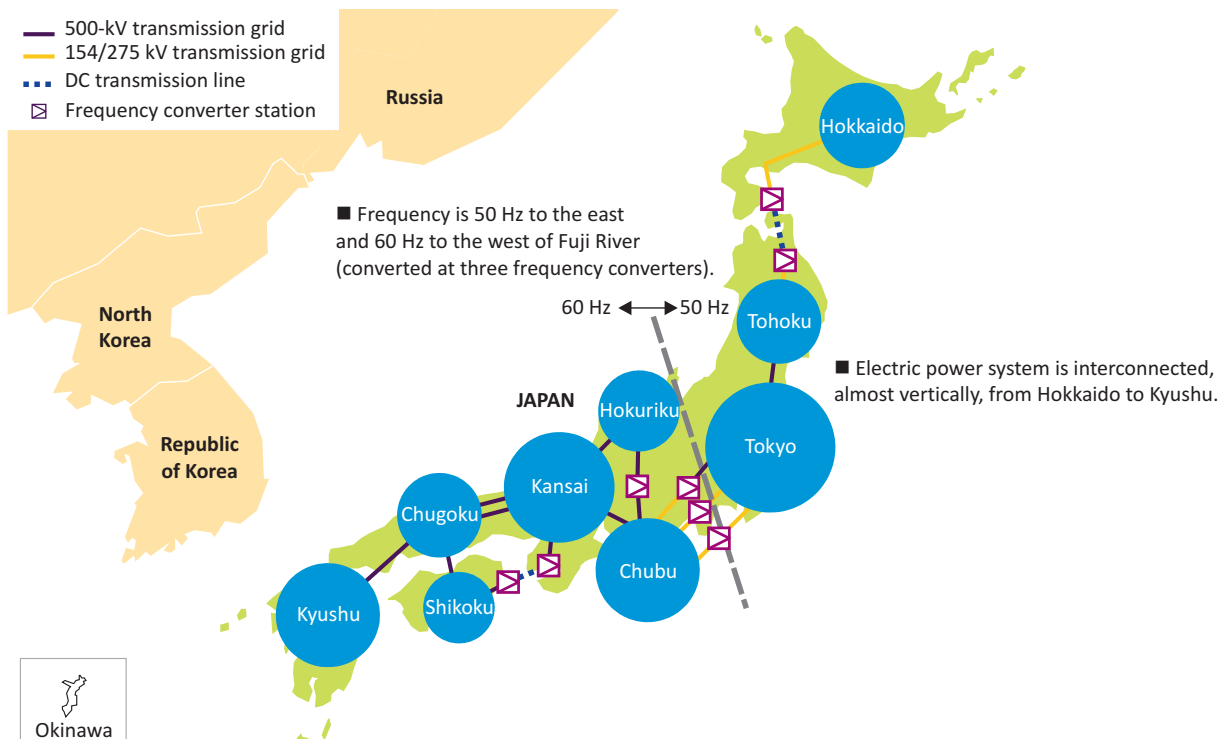 500-kV transmission grid
154/275 kV transmission grid
DC transmission line
Frequency converter station
Russia
Hokkaido
■ Frequency is 50 Hz to the east
and 60 Hz to the west of Fuji River
(converted at three frequency converters).
60 Hz
50 Hz
North
Korea
Tohoku
■ Electric power system is interconnected,
almost vertically, from Hokkaido to Kyushu.
JAPAN
Hokuriku
Republic
of Korea
Tokyo
Kansai
Chugoku
Chubu
Kyushu
Shikoku
Okinawa